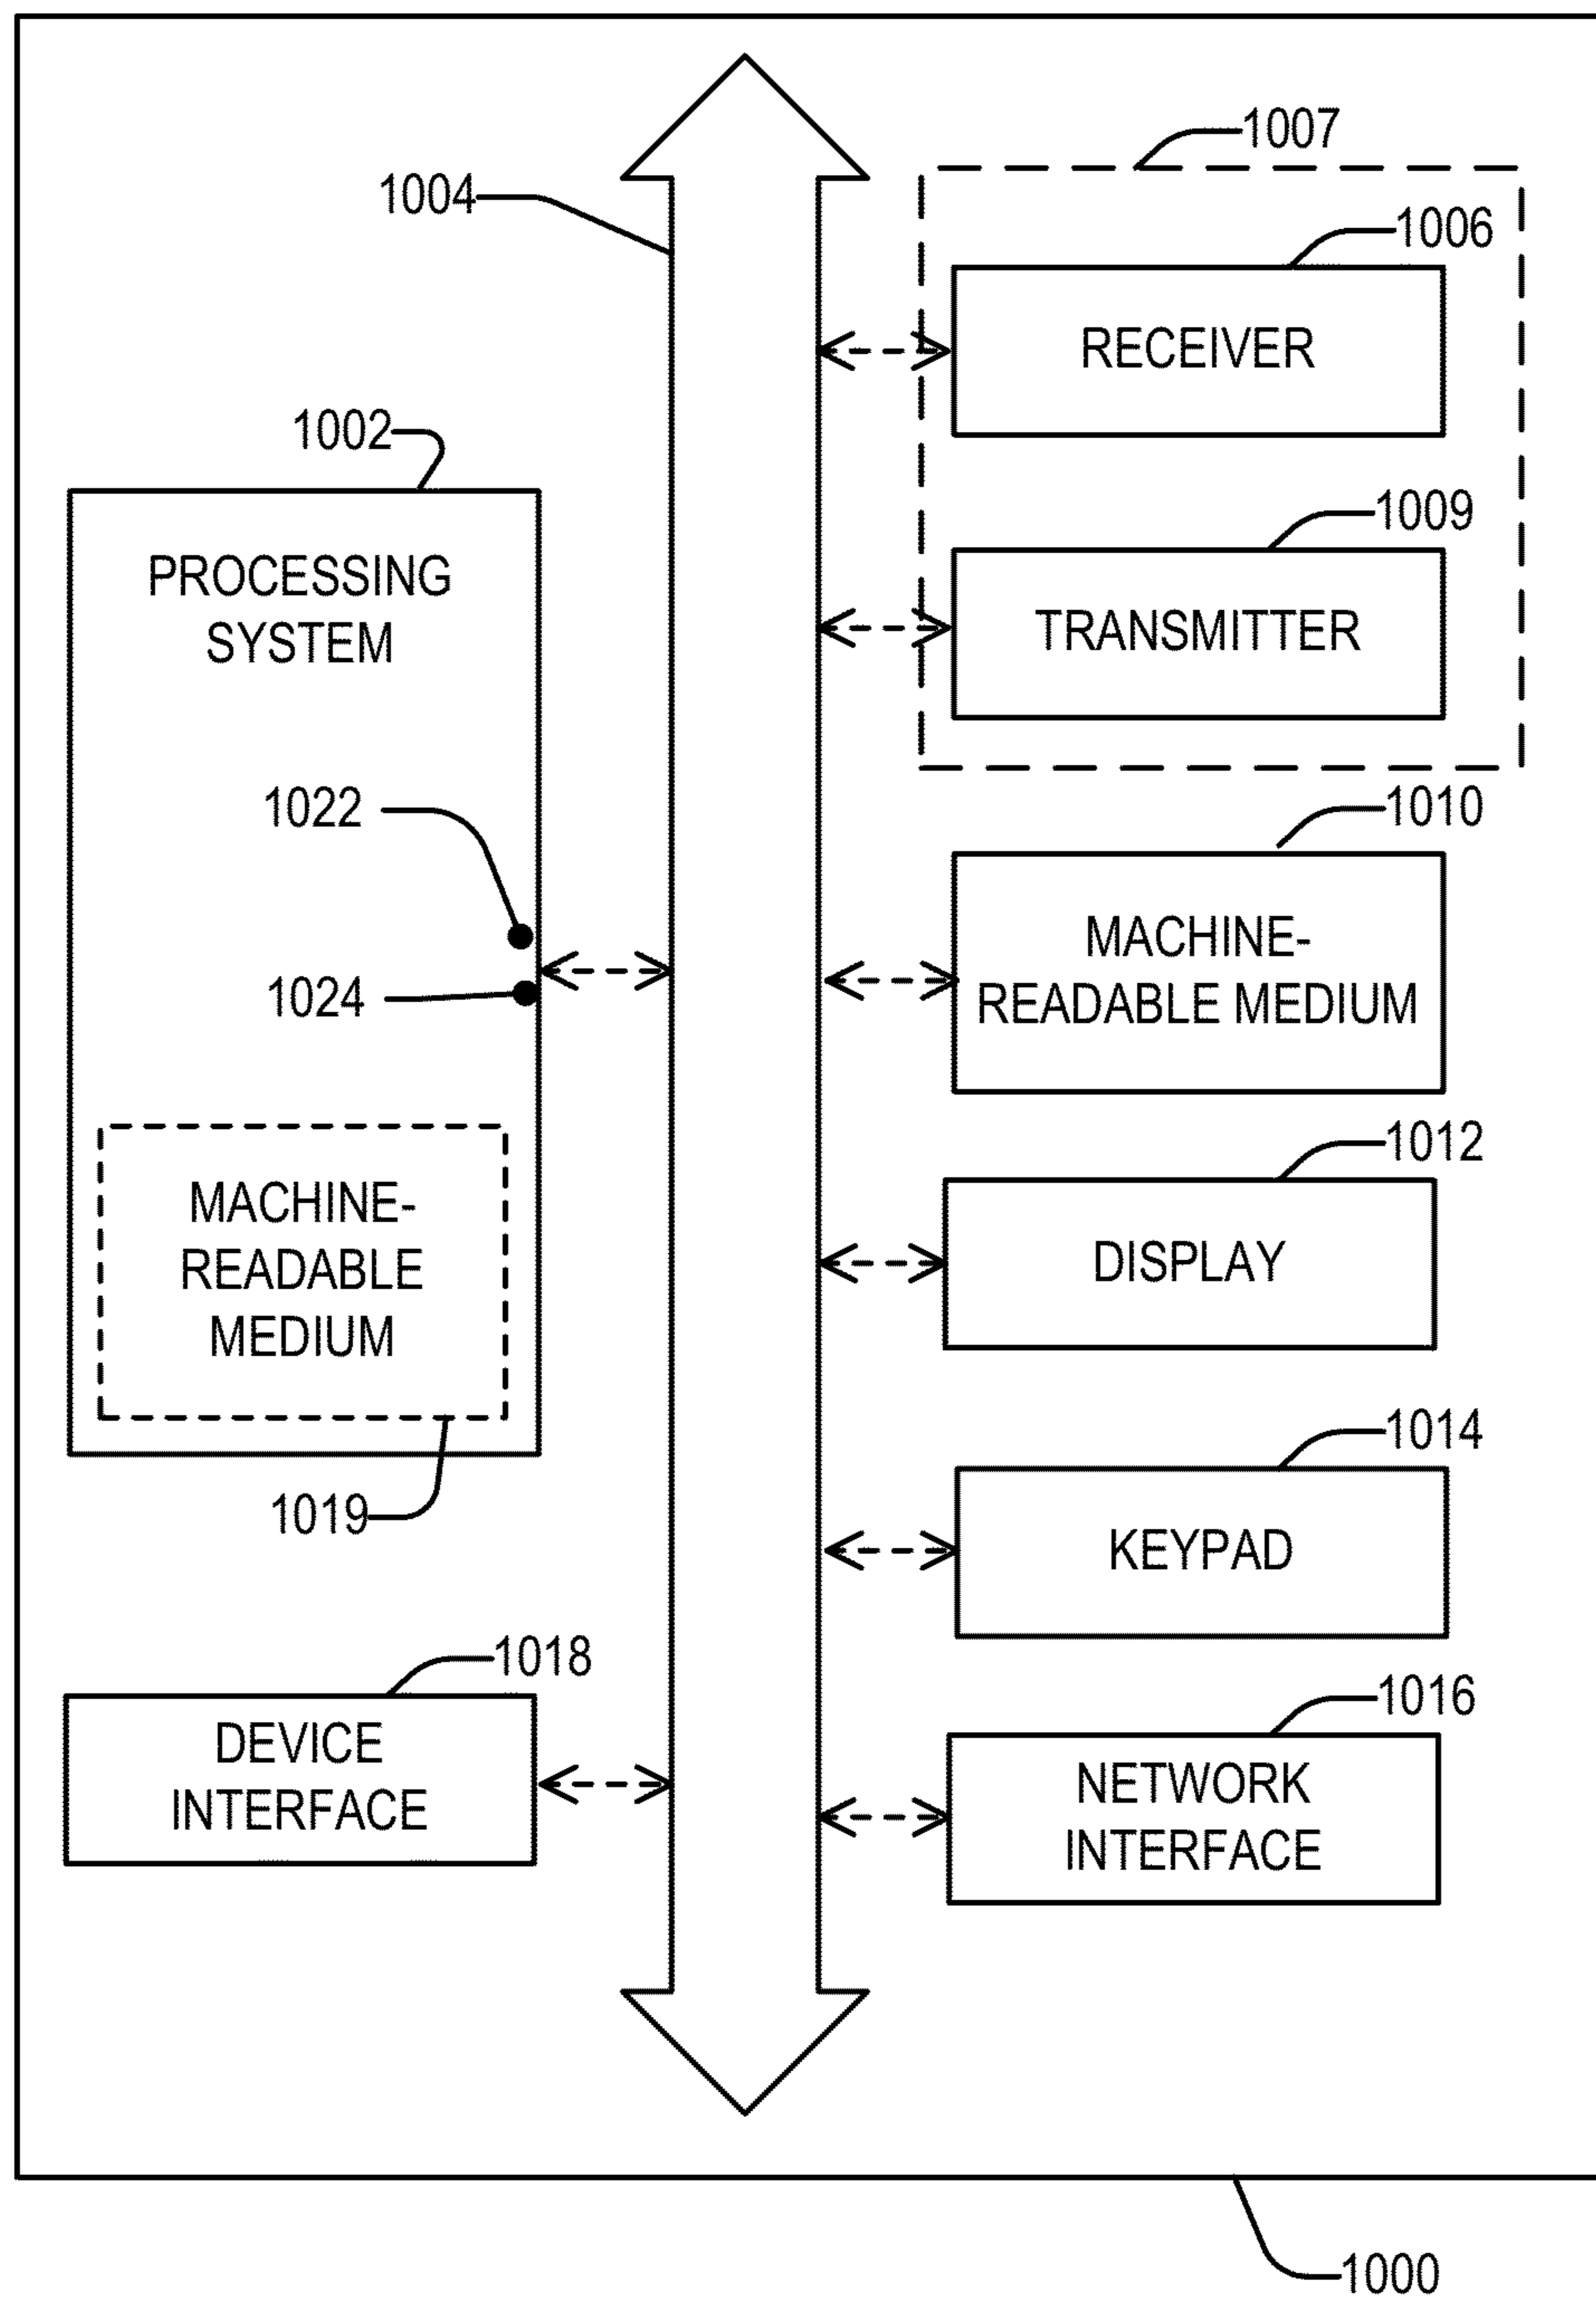 1007
1004
1006
RECEIVER
1002
1009
PROCESSING
SYSTEM
TRANSMITTER
1022
1010
MACHINE-
READABLE MEDIUM
1024
1012
MACHINE-
READABLE
MEDIUM
DISPLAY
1014
1019
KEYPAD
1018
1016
DEVICE
INTERFACE
NETWORK
INTERFACE
1000